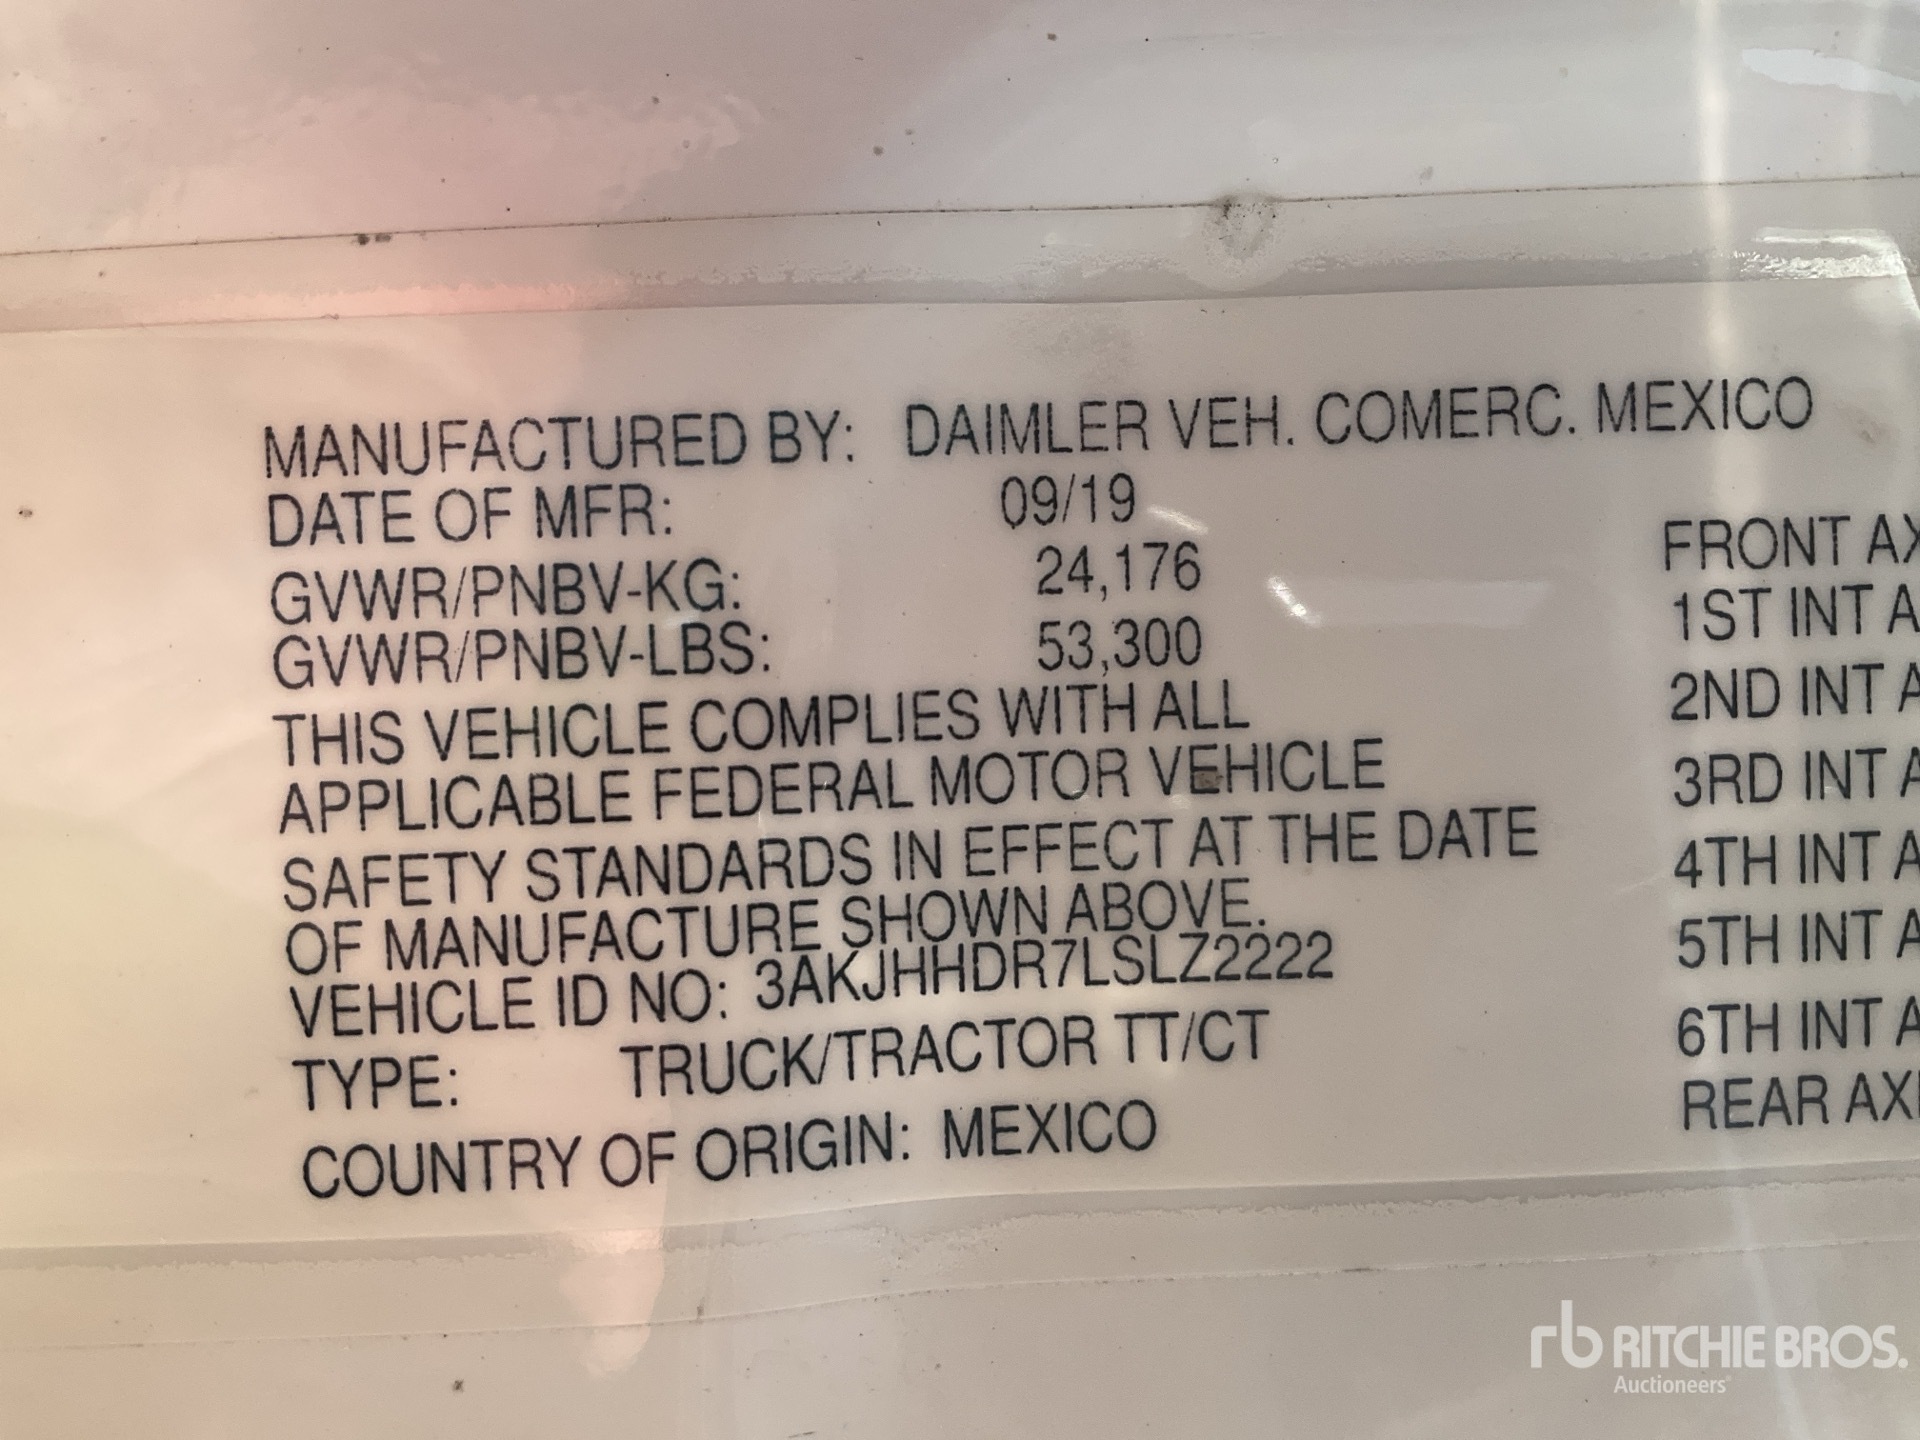 MANUFACTURED BY: DAIMLER VEH. COMERC. MEXICO
DATE OF MFR: 09/19
GVWR/PNBV-KG: 24,176
GVWR/PNBV-LBS: 53,300
THIS VEHICLE COMPLIES WITH ALL
APPLICABLE FEDERAL MOTOR VEHICLE
SAFETY STANDARDS IN EFFECT AT THE DATE
OF MANUFACTURE SHOWN ABOVE.
VEHICLE ID NO: 3AKJHHDR7LSLZ2222
TYPE: TRUCK/TRACTOR TT/CT
COUNTRY OF ORIGIN: MEXICO
FRONT AX
1ST INT A
2ND INT A
3RD INT A
4TH INT A
5TH INT A
6TH INT A
REAR AXI
rb RITCHIE BROS.
Auctioneers